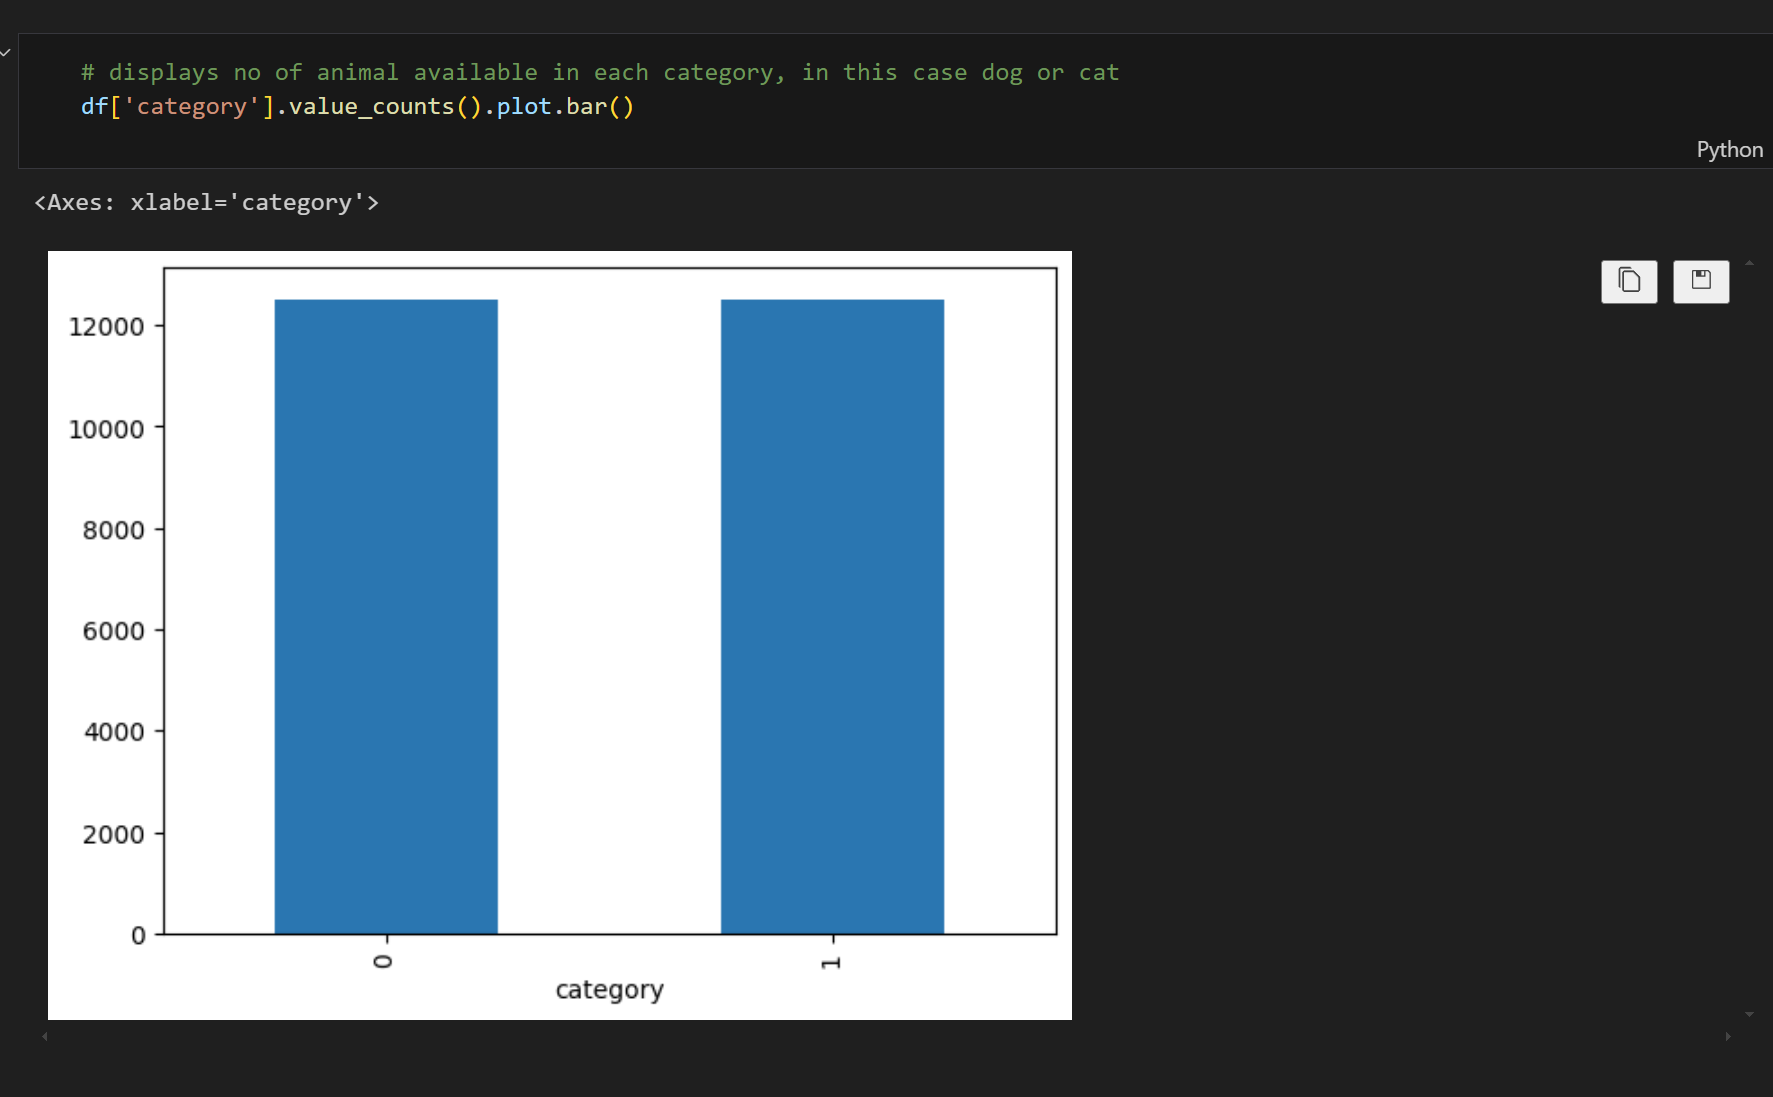 # displays no of animal available in each category, in this case dog or cat
df['category'].value_counts().plot.bar()
Python
<Axes: xlabel='category'>
12000
10000
8000
6000
4000
2000
0
0
1
category